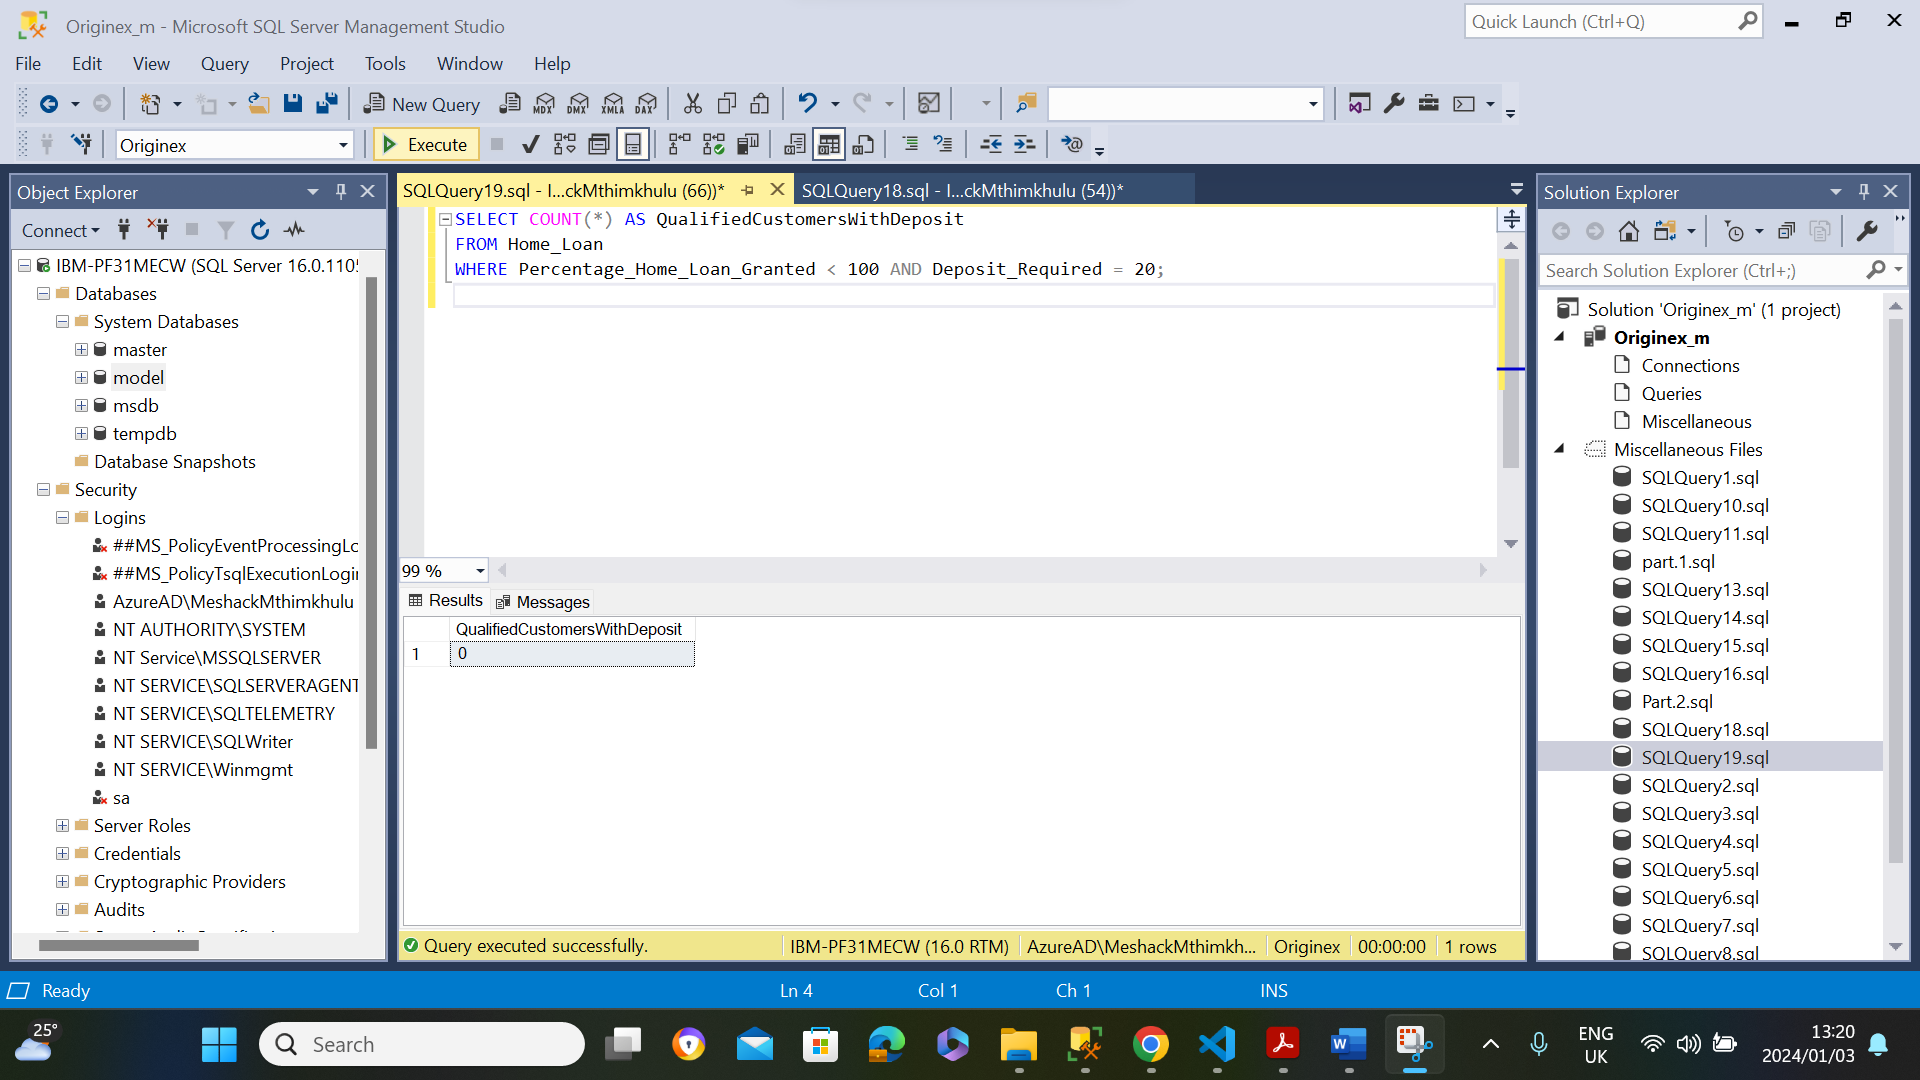 Originex_m - Microsoft SQL Server Management Studio
Quick Launch (Ctrl+Q)
File Edit View Query Project Tools Window Help
New Query
MDX DMX XMLA DAX
Originex
Execute
Object Explorer
Connect
IBM-PF31MECW (SQL Server 16.0.1105
Databases
System Databases
master
model
msdb
tempdb
Database Snapshots
Security
Logins
##MS_PolicyEventProcessingLo
##MS_PolicyTsqlExecutionLogin
AzureAD\MeshackMthimkhulu
NT AUTHORITY\SYSTEM
NT Service\MSSQLSERVER
NT SERVICE\SQLSERVERAGENT
NT SERVICE\SQLTELEMETRY
NT SERVICE\SQLWriter
NT SERVICE\Winmgmt
sa
Server Roles
Credentials
Cryptographic Providers
Audits
SQLQuery19.sql - I...ckMthimkhulu (66))*
SQLQuery18.sql - I...ckMthimkhulu (54))*
SELECT COUNT(*) AS QualifiedCustomersWithDeposit
FROM Home_Loan
WHERE Percentage_Home_Loan_Granted < 100 AND Deposit_Required = 20;
99 %
Results Messages
QualifiedCustomersWithDeposit
1 0
Query executed successfully. IBM-PF31MECW (16.0 RTM) AzureAD\MeshackMthimkh... Originex 00:00:00 1 rows
Solution Explorer
Search Solution Explorer (Ctrl+;)
Solution 'Originex_m' (1 project)
Originex_m
Connections
Queries
Miscellaneous
Miscellaneous Files
SQLQuery1.sql
SQLQuery10.sql
SQLQuery11.sql
part.1.sql
SQLQuery13.sql
SQLQuery14.sql
SQLQuery15.sql
SQLQuery16.sql
Part.2.sql
SQLQuery18.sql
SQLQuery19.sql
SQLQuery2.sql
SQLQuery3.sql
SQLQuery4.sql
SQLQuery5.sql
SQLQuery6.sql
SQLQuery7.sql
SQLQuery8.sql
Ready Ln 4 Col 1 Ch 1 INS
25°
Search
ENG
UK
13:20
2024/01/03